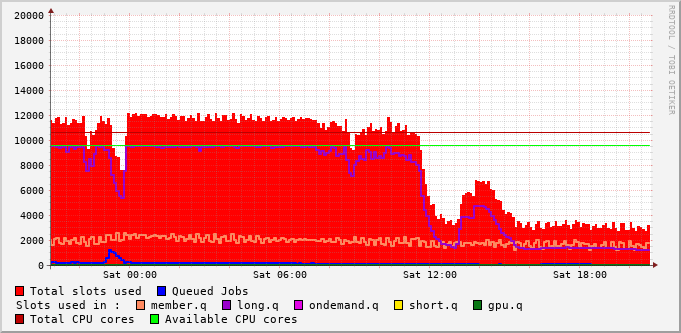 20000
18000
16000
14000
12000
10000
8000
6000
4000
2000
0
Sat 00:00 Sat 06:00 Sat 12:00 Sat 18:00
RRDTOOL / TOBI OETIKER
Total slots used Queued Jobs
Slots used in : member.q long.q ondemand.q short.q gpu.q
Total CPU cores Available CPU cores